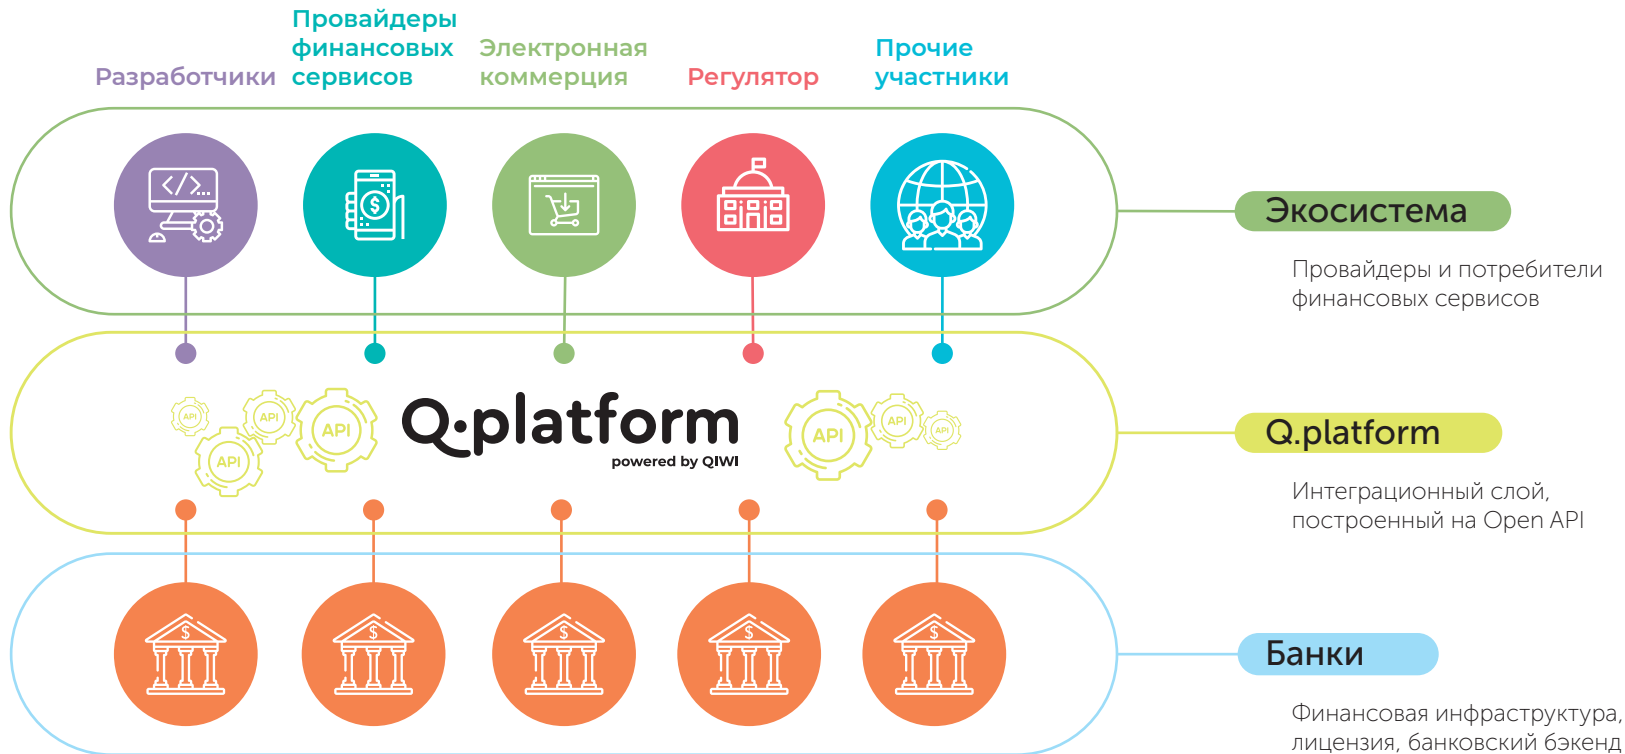 Провайдеры
финансовых
сервисов
Разработчики
Электронная
коммерция
Регулятор
Прочие
участники
</>...
$
Экосистема
Провайдеры и потребители
финансовых сервисов
API
API
API
API
Q.platform
powered by QIWI
API
API
API
Q.platform
Интеграционный слой,
построенный на Open API
$
$
$
$
$
Банки
Финансовая инфраструктура,
лицензия, банковский бэкенд